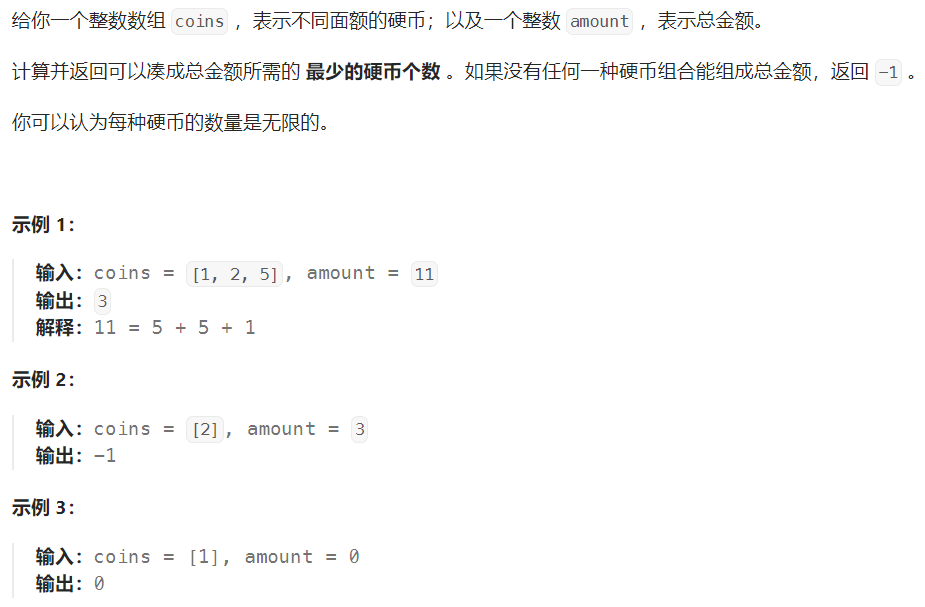 给你一个整数数组 coins ，表示不同面额的硬币；以及一个整数 amount ，表示总金额。
计算并返回可以凑成总金额所需的 最少的硬币个数 。如果没有任何一种硬币组合能组成总金额，返回 -1 。
你可以认为每种硬币的数量是无限的。
示例 1：
输入：coins = [1, 2, 5], amount = 11
输出：3
解释：11 = 5 + 5 + 1
示例 2：
输入：coins = [2], amount = 3
输出：-1
示例 3：
输入：coins = [1], amount = 0
输出：0